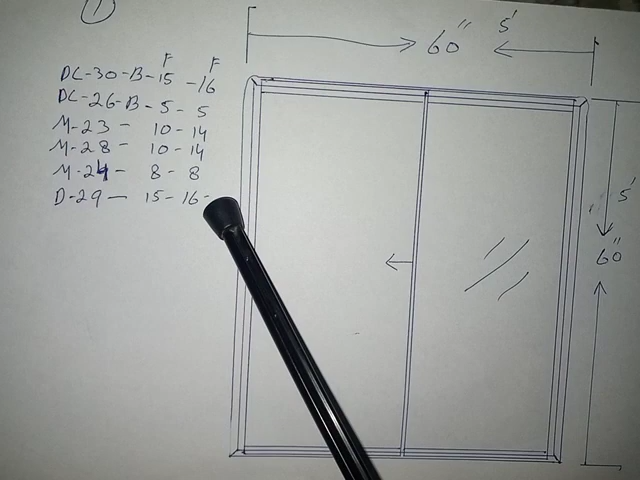 1
60" 5'
F F
DC-30-B-15 -16
DC-26-B-5-5
M-23- 10-14
M-28- 10-14
M-24- 8-8
D-29- 15-16-
5'
60"